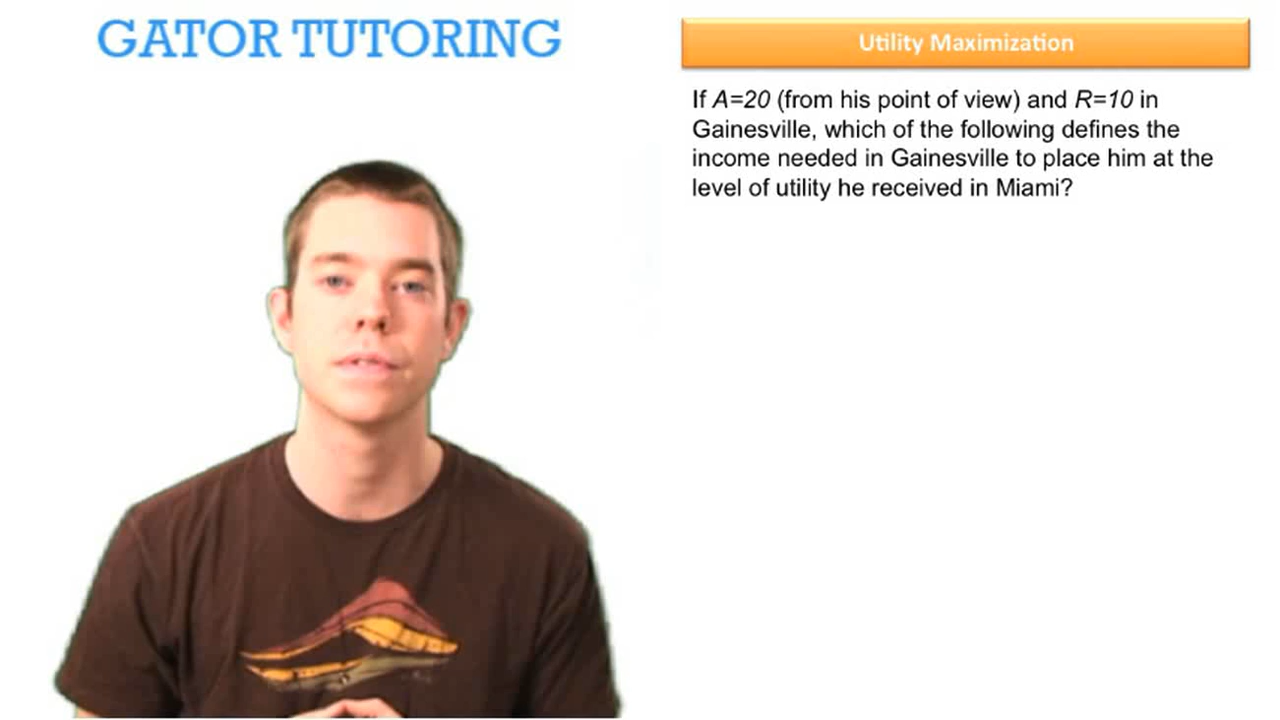 GATOR TUTORING
Utility Maximization
If A=20 (from his point of view) and R=10 in
Gainesville, which of the following defines the
income needed in Gainesville to place him at the
level of utility he received in Miami?